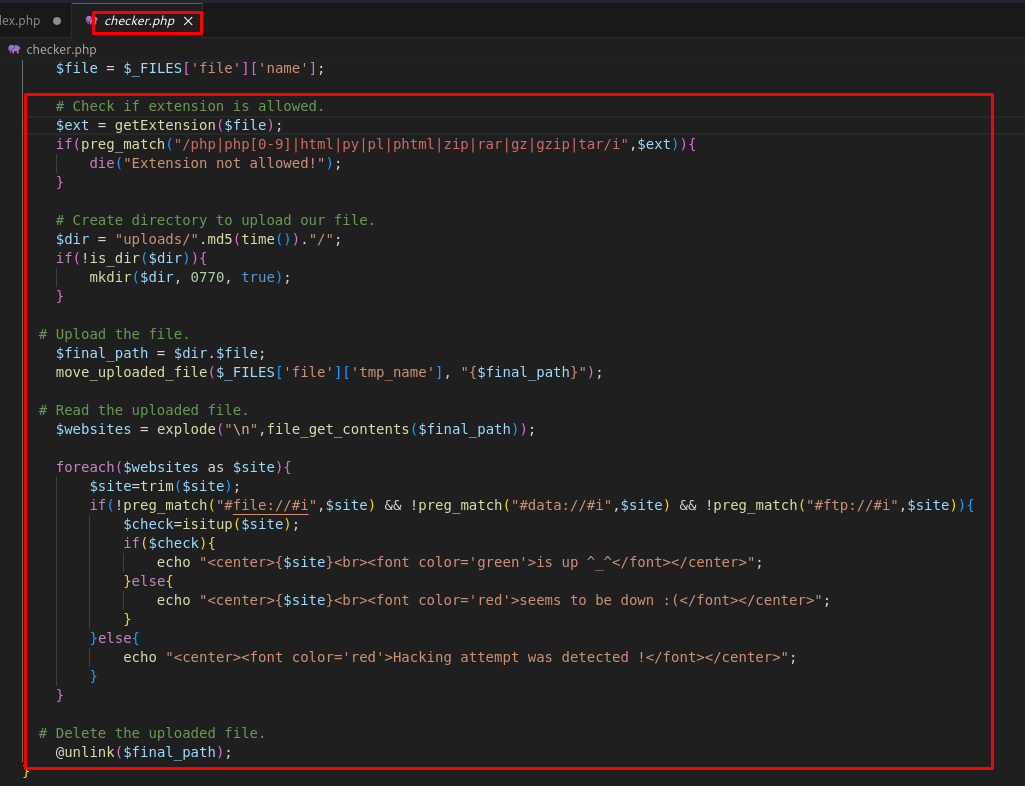 lex.php ● checker.php ×
checker.php
$file = $_FILES['file']['name'];
# Check if extension is allowed.
$ext = getExtension($file);
if(preg_match("/php|php[0-9]|html|py|pl|phtml|zip|rar|gz|gzip|tar/i",$ext)){
die("Extension not allowed!");
}
# Create directory to upload our file.
$dir = "uploads/".md5(time())."/";
if(!is_dir($dir)){
mkdir($dir, 0770, true);
}
# Upload the file.
$final_path = $dir.$file;
move_uploaded_file($_FILES['file']['tmp_name'], "{$final_path}");
# Read the uploaded file.
$websites = explode("\n",file_get_contents($final_path));
foreach($websites as $site){
$site=trim($site);
if(!preg_match("#file://#i",$site) && !preg_match("#data://#i",$site) && !preg_match("#ftp://#i",$site)){
$check=isitup($site);
if($check){
echo "<center>{$site}<br><font color='green'>is up ^_^</font></center>";
}else{
echo "<center>{$site}<br><font color='red'>seems to be down :(</font></center>";
}
}else{
echo "<center><font color='red'>Hacking attempt was detected !</font></center>";
}
}
# Delete the uploaded file.
@unlink($final_path);
}